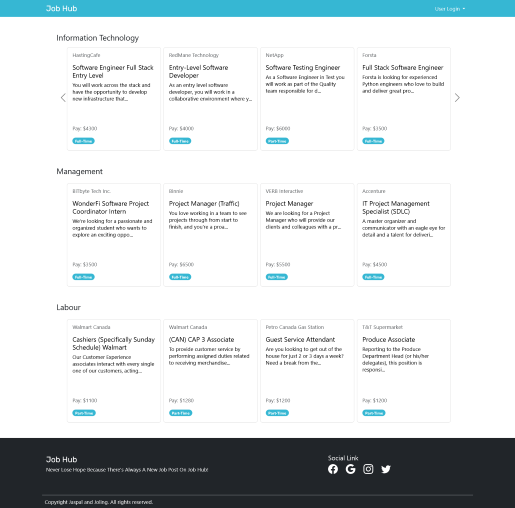 Job Hub
User Login
Information Technology
HostingCafe
Software Engineer Full Stack Entry Level
You will work across the stack and
have the opportunity to develop
new infrastructure that...
Pay: $4300
Full-Time
RedMane Technology
Entry-Level Software
Developer
As an entry level software
developer, you will work in a
collaborative environment where y...
Pay: $4000
Full-Time
NetApp
Software Testing Engineer
As a Software Engineer in Test you
will work as part of the Quality
team responsible for d...
Pay: $6000
Part-Time
Forsta
Full Stack Software Engineer
Forsta is looking for experienced
Python engineers who love to build
and deliver great pro...
Pay: $3500
Full-Time
Management
BTByte Tech Inc.
WonderFi Software Project
Coordinator Intern
We're looking for a passionate and
organized student who wants to
explore an exciting oppo...
Pay: $3500
Full-Time
Binnie
Project Manager (Traffic)
You love working in a team to see
projects through from start to
finish, and you're a proa...
Pay: $6500
Full-Time
VERB Interactive
Project Manager
We are looking for a Project
Manager who will provide our
clients and colleagues with a pr...
Pay: $5500
Part-Time
Accenture
IT Project Management
Specialist (SDLC)
A master organizer and
communicator with an eagle eye for
detail and a talent for deliveri...
Pay: $4500
Full-Time
Labour
Walmart Canada
Cashiers (Specifically Sunday
Schedule) Walmart
Our Customer Experience
associates interact with every single
one of our customers, acting...
Pay: $1100
Part-Time
Walmart Canada
(CAN) CAP 3 Associate
To provide customer service by
performing assigned duties related
to receiving merchandise...
Pay: $1200
Part-Time
Petro Canada Gas Station
Guest Service Attendant
Are you looking to get out of the
house for just 2 or 3 days a week?
Need a break from the...
Pay: $1200
Part-Time
T&T Supermarket
Produce Associate
Reporting to the Produce
Department Head (or his/her
delegates), this position is
responsi...
Pay: $1200
Part-Time
Job Hub
Never Lose Hope Because There's Always A New Job Post On Job Hub!
Social Link
Copyright Jaspal and Joling. All rights reserved.